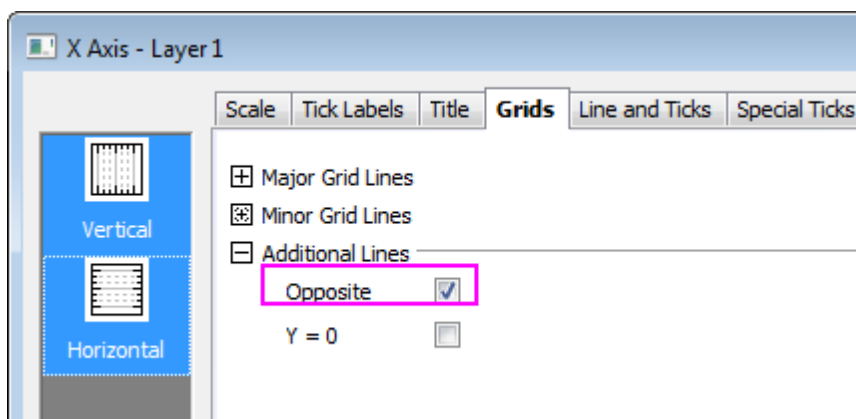 X Axis - Layer 1
Scale Tick Labels Title Grids Line and Ticks Special Ticks
Vertical
Horizontal
Major Grid Lines
Minor Grid Lines
Additional Lines
Opposite
Y = 0